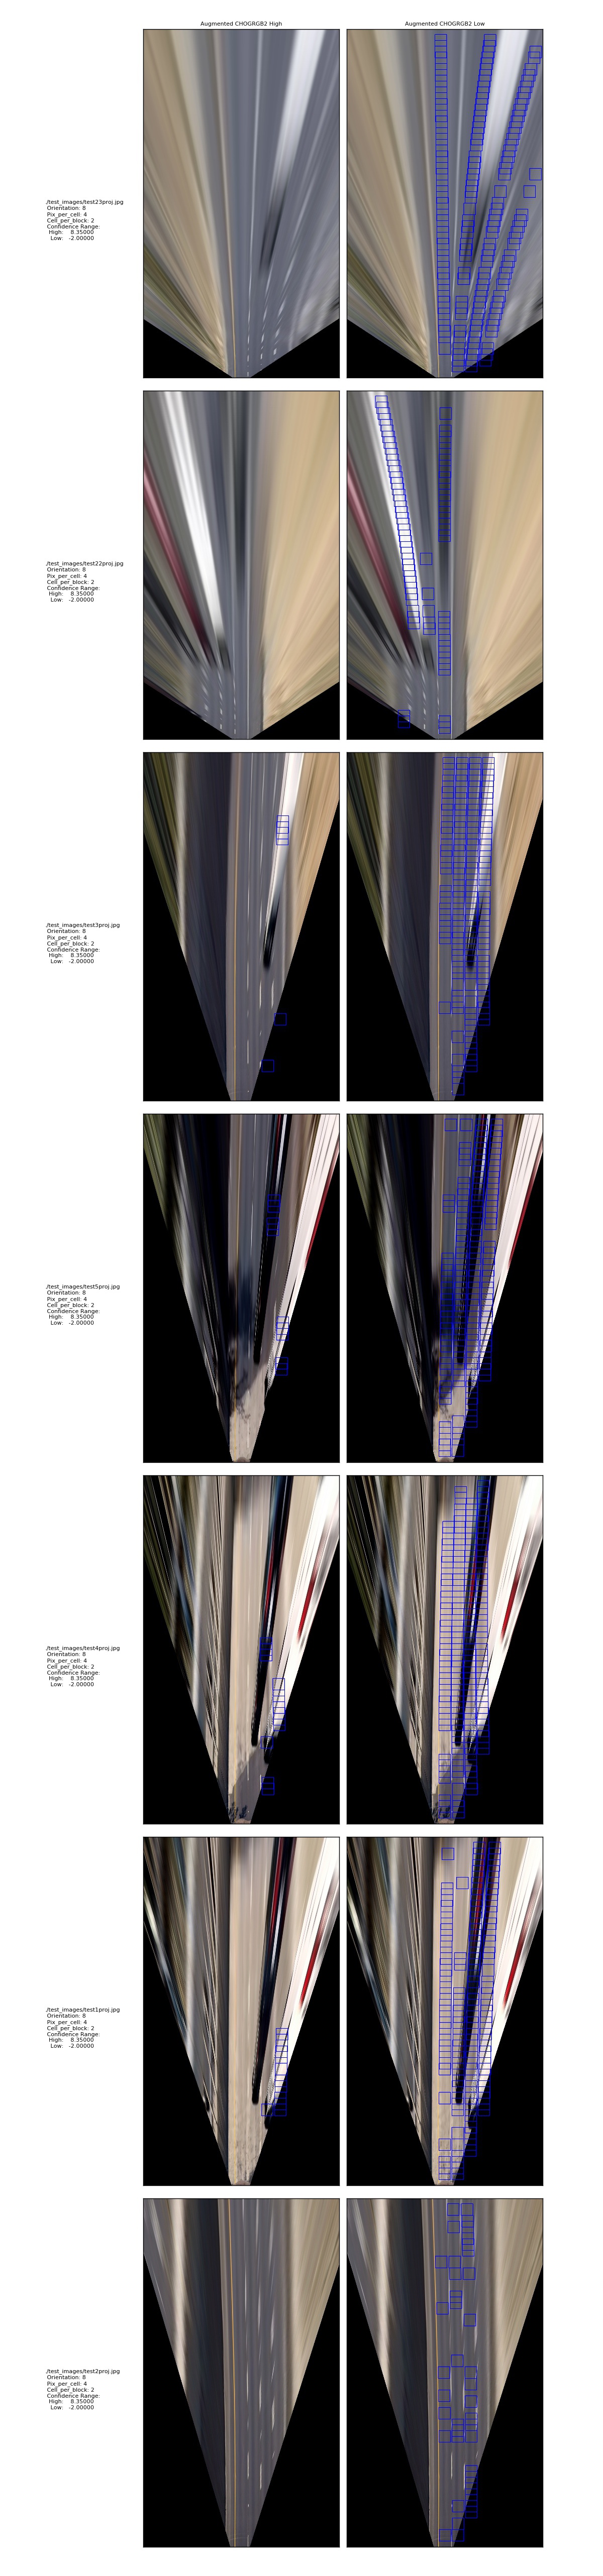 Augmented CHOGRGB2 High
Augmented CHOGRGB2 Low
/test_images/test23proj.jpg
Orientation: 8
Pix_per_cell: 4
Cell_per_block: 2
Confidence Range:
High: 8.35000
Low: -2.00000
/test_images/test22proj.jpg
Orientation: 8
Pix_per_cell: 4
Cell_per_block: 2
Confidence Range:
High: 8.35000
Low: -2.00000
/test_images/test3proj.jpg
Orientation: 8
Pix_per_cell: 4
Cell_per_block: 2
Confidence Range:
High: 8.35000
Low: -2.00000
/test_images/test5proj.jpg
Orientation: 8
Pix_per_cell: 4
Cell_per_block: 2
Confidence Range:
High: 8.35000
Low: -2.00000
/test_images/test4proj.jpg
Orientation: 8
Pix_per_cell: 4
Cell_per_block: 2
Confidence Range:
High: 8.35000
Low: -2.00000
/test_images/test1proj.jpg
Orientation: 8
Pix_per_cell: 4
Cell_per_block: 2
Confidence Range:
High: 8.35000
Low: -2.00000
/test_images/test2proj.jpg
Orientation: 8
Pix_per_cell: 4
Cell_per_block: 2
Confidence Range:
High: 8.35000
Low: -2.00000